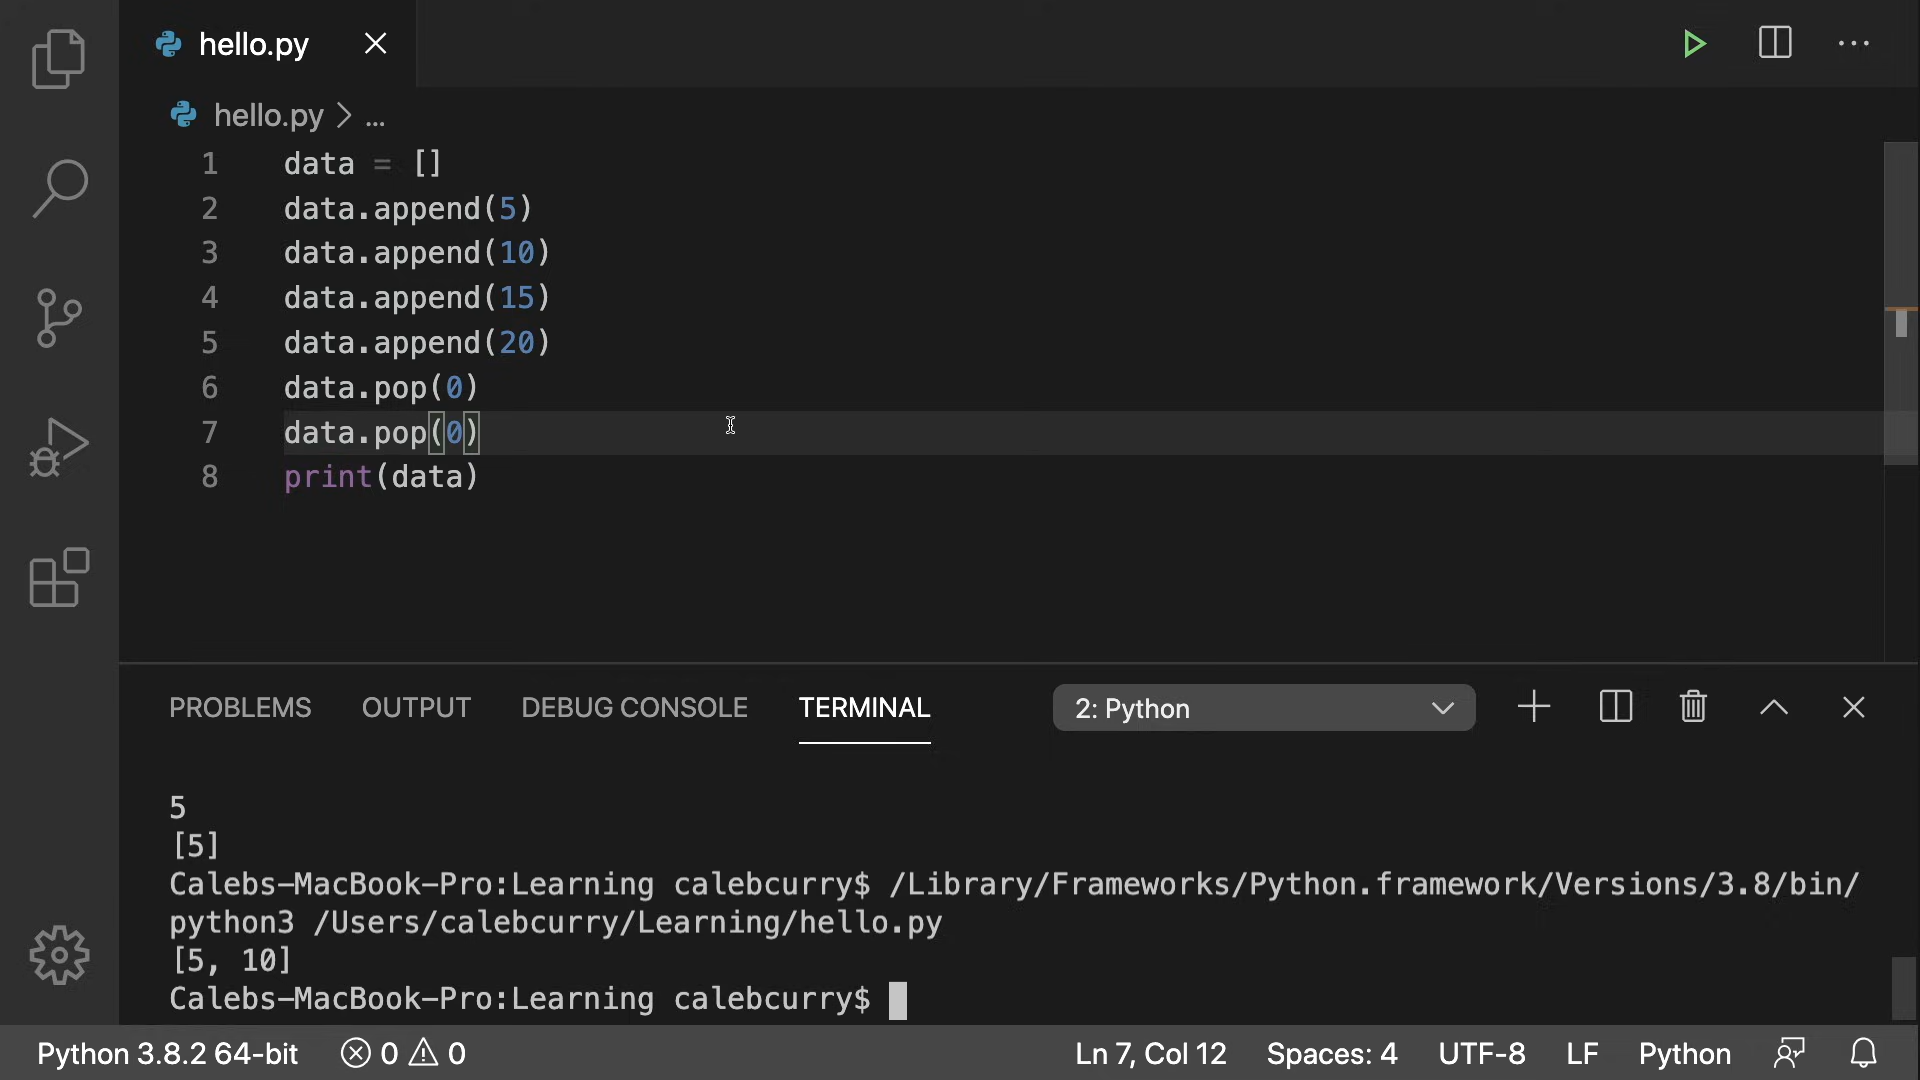 hello.py
hello.py > ...
1 data = []
2 data.append(5)
3 data.append(10)
4 data.append(15)
5 data.append(20)
6 data.pop(0)
7 data.pop(0)
8 print(data)
PROBLEMS OUTPUT DEBUG CONSOLE TERMINAL 2: Python
5
[5]
Calebs-MacBook-Pro:Learning calebcurry$ /Library/Frameworks/Python.framework/Versions/3.8/bin/
python3 /Users/calebcurry/Learning/hello.py
[5, 10]
Calebs-MacBook-Pro:Learning calebcurry$
Python 3.8.2 64-bit 0 0 Ln 7, Col 12 Spaces: 4 UTF-8 LF Python